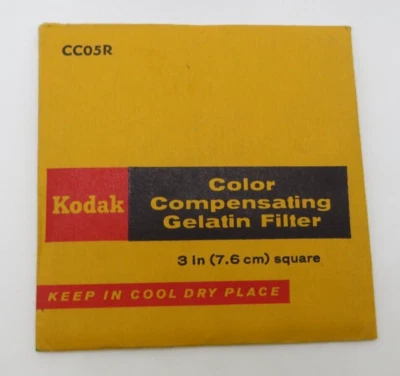 CC05R
Kodak
Color
Compensating
Gelatin Filter
3 in (7.6 cm) square
KEEP IN COOL DRY PLACE